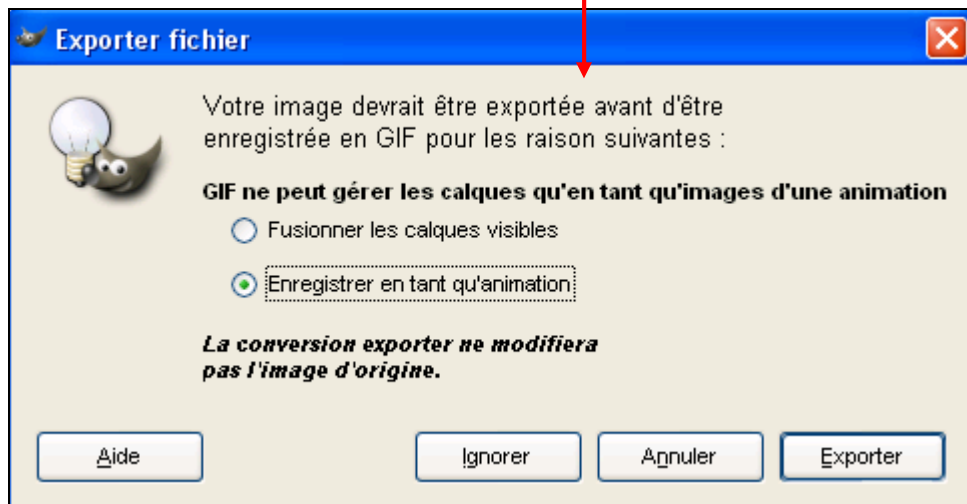 Exporter fichier
Votre image devrait être exportée avant d'être
enregistrée en GIF pour les raison suivantes :
GIF ne peut gérer les calques qu'en tant qu'images d'une animation
Fusionner les calques visibles
Enregistrer en tant qu'animation
La conversion exporter ne modifiera
pas l'image d'origine.
Aide Ignorer Annuler Exporter